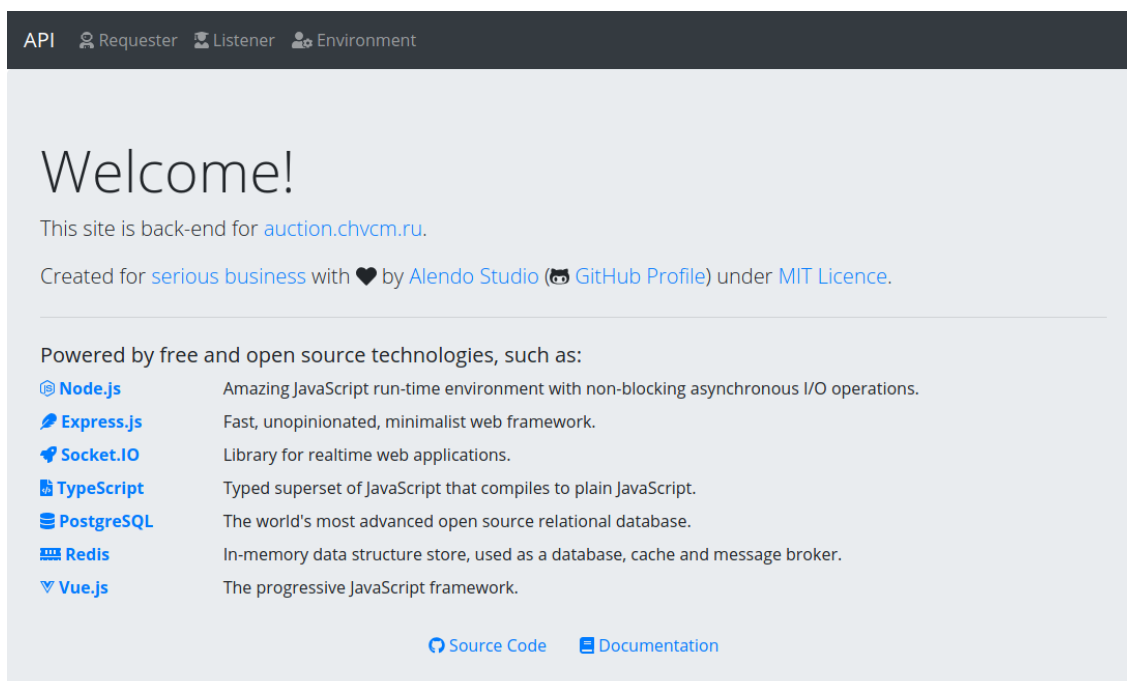 API Requester Listener Environment
Welcome!
This site is back-end for auction.chvcm.ru.
Created for serious business with ♥ by Alendo Studio (GitHub Profile) under MIT Licence.
Powered by free and open source technologies, such as:
Node.js Amazing JavaScript run-time environment with non-blocking asynchronous I/O operations.
Express.js Fast, unopinionated, minimalist web framework.
Socket.IO Library for realtime web applications.
TypeScript Typed superset of JavaScript that compiles to plain JavaScript.
PostgreSQL The world's most advanced open source relational database.
Redis In-memory data structure store, used as a database, cache and message broker.
Vue.js The progressive JavaScript framework.
Source Code Documentation